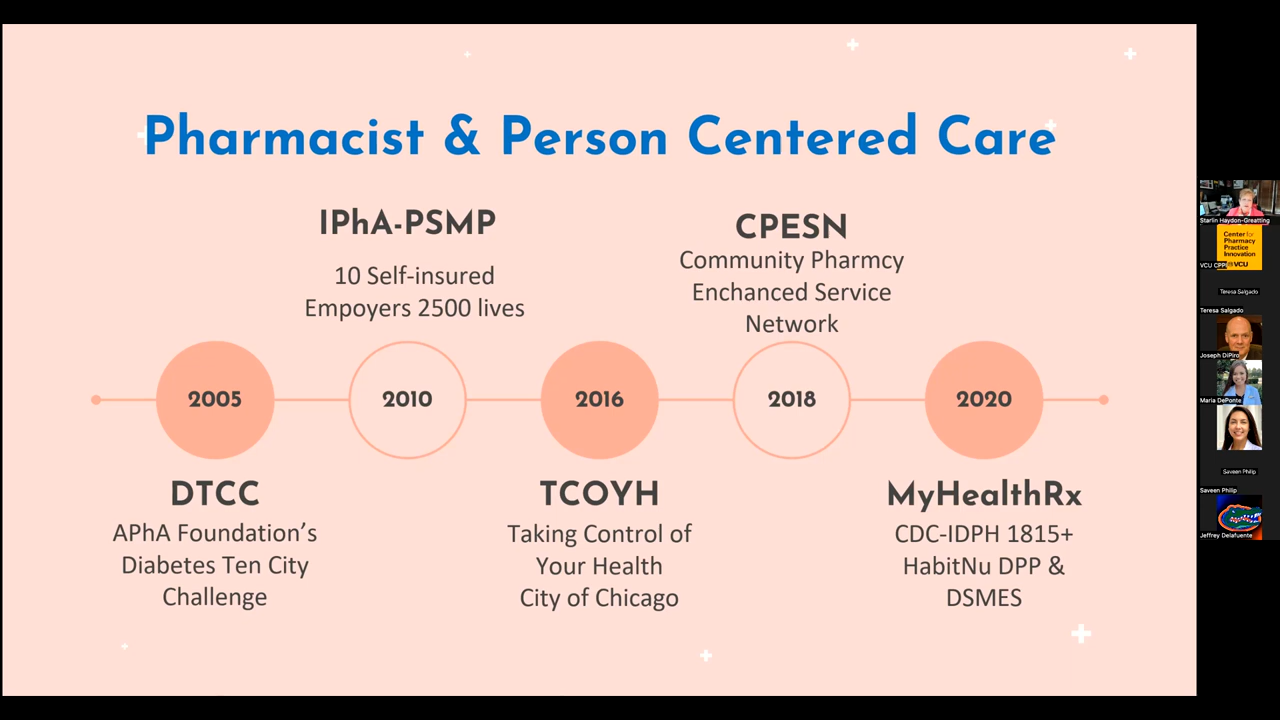 Pharmacist & Person Centered Care
IPhA-PSMP
10 Self-insured
Empoyers 2500 lives
CPESN
Community Pharmcy
Enchanced Service
Network
2005
2010
2016
2018
2020
DTCC
APhA Foundation’s
Diabetes Ten City
Challenge
TCOYH
Taking Control of
Your Health
City of Chicago
MyHealthRx
CDC-IDPH 1815+
HabitNu DPP &
DSMES
Starlin Haydon-Greatting
Center for
Pharmacy
Practice
Innovation
VCU
VCU CPPI
Teresa Salgado
Teresa Salgado
Joseph DiPiro
Maria DePonte
Saveen Philip
Saveen Philip
Gators
Jeffrey Delafuente